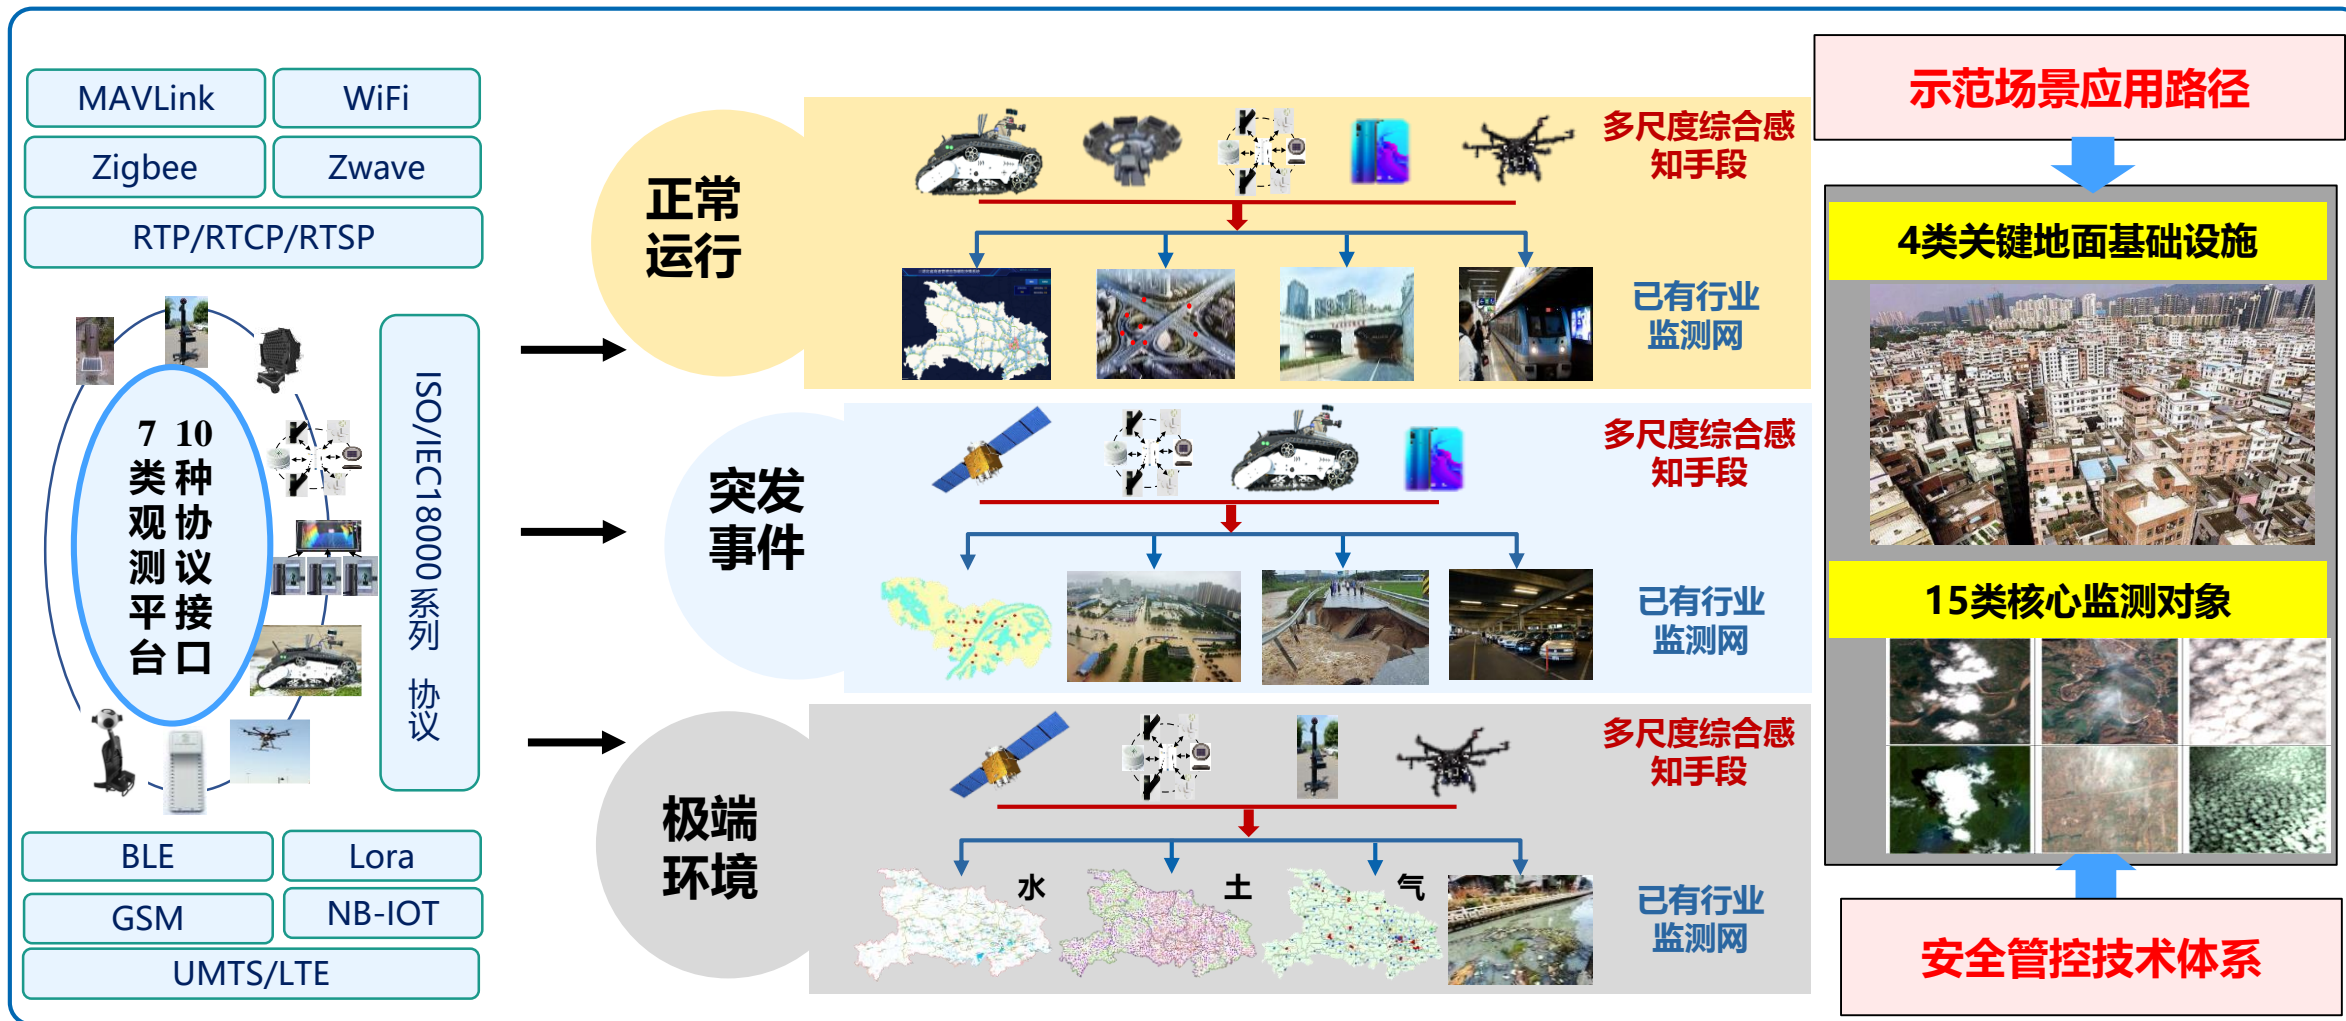 MAVLink
WiFi
Zigbee
Zwave
RTP/RTCP/RTSP
7类观测平台
10种协议接口
ISO/IEC18000系列 协议
BLE
Lora
GSM
NB-IOT
UMTS/LTE
正常
运行
多尺度综合感
知手段
已有行业
监测网
突发
事件
多尺度综合感
知手段
已有行业
监测网
极端
环境
多尺度综合感
知手段
水
土
气
已有行业
监测网
示范场景应用路径
4类关键地面基础设施
15类核心监测对象
安全管控技术体系